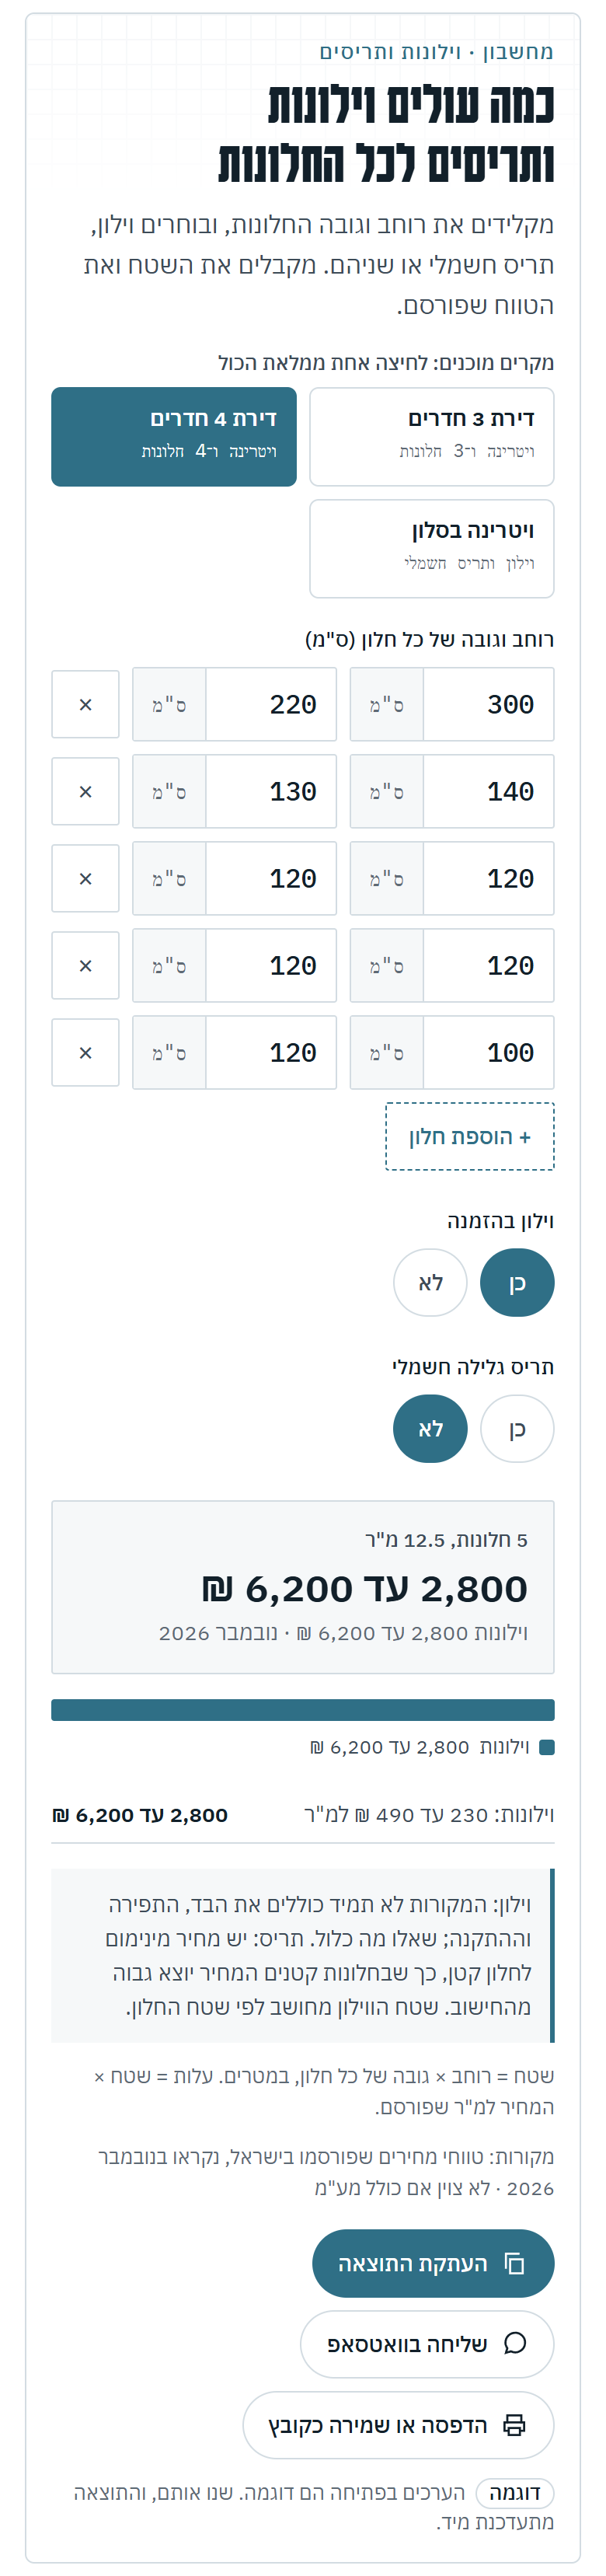 מחשבון · וילונות ותריסים
כמה עולים וילונות
ותריסים לכל החלונות
מקלידים את רוחב וגובה החלונות, ובוחרים וילון,
תריס חשמלי או שניהם. מקבלים את השטח ואת
הטווח שפורסם.
מקרים מוכנים: לחיצה אחת ממלאת הכול
דירת 3 חדרים
ויטרינה ו־3 חלונות
דירת 4 חדרים
ויטרינה ו־4 חלונות
ויטרינה בסלון
וילון ותריס חשמלי
רוחב וגובה של כל חלון (ס"מ)
300 ס"מ 220 ס"מ ×
140 ס"מ 130 ס"מ ×
120 ס"מ 120 ס"מ ×
120 ס"מ 120 ס"מ ×
100 ס"מ 120 ס"מ ×
+ הוספת חלון
וילון בהזמנה
כן לא
תריס גלילה חשמלי
כן לא
5 חלונות, 12.5 מ"ר
2,800 עד 6,200 ₪
וילונות 2,800 עד 6,200 ₪ · נובמבר 2026
וילונות 2,800 עד 6,200 ₪
וילונות: 230 עד 490 ₪ למ"ר 2,800 עד 6,200 ₪
וילון: המקורות לא תמיד כוללים את הבד, התפירה
וההתקנה; שאלו מה כלול. תריס: יש מחיר מינימום
לחלון קטן, כך שבחלונות קטנים המחיר יוצא גבוה
מהחישוב. שטח הווילון מחושב לפי שטח החלון.
שטח = רוחב × גובה של כל חלון, במטרים. עלות = שטח ×
המחיר למ"ר שפורסם.
מקורות: טווחי מחירים שפורסמו בישראל, נקראו בנובמבר
2026 · לא צוין אם כולל מע"מ
העתקת התוצאה
שליחה בוואטסאפ
הדפסה או שמירה כקובץ
דוגמה הערכים בפתיחה הם דוגמה. שנו אותם, והתוצאה
מתעדכנת מיד.